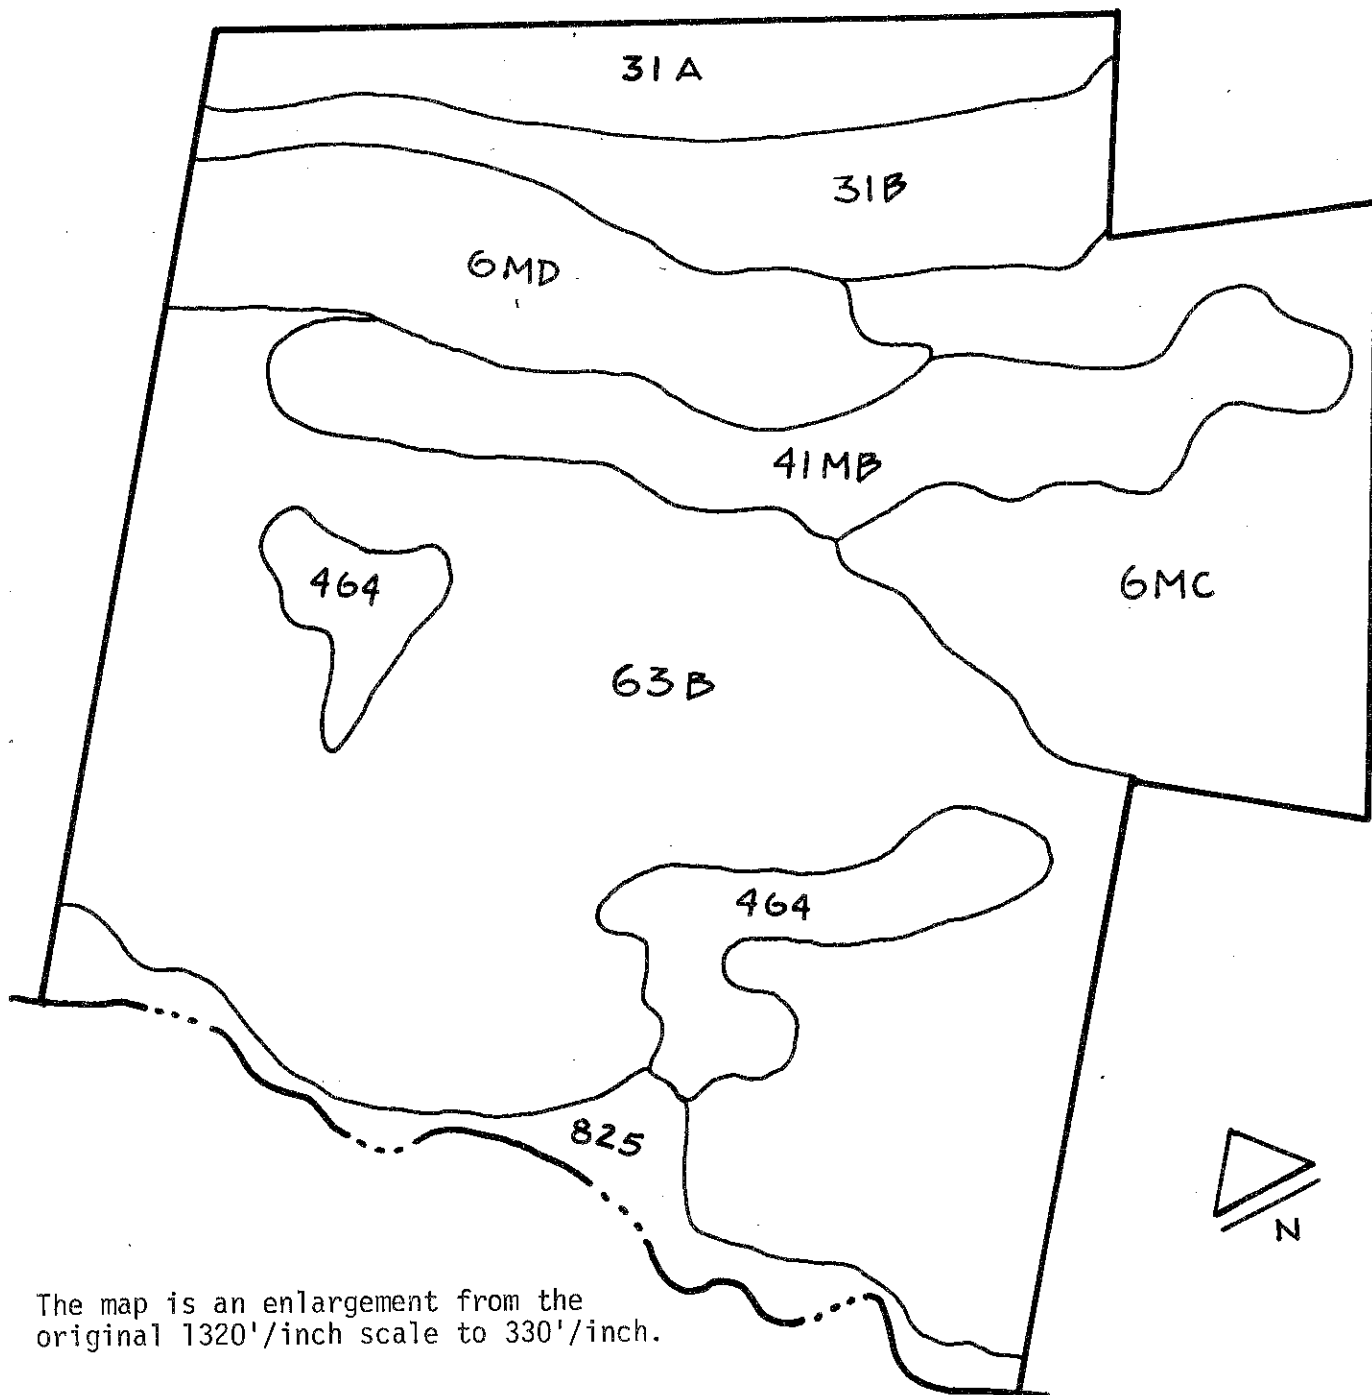 31A
31B
6MD
41MB
464
6MC
63B
464
825
N
The map is an enlargement from the
original 1320'/inch scale to 330'/inch.